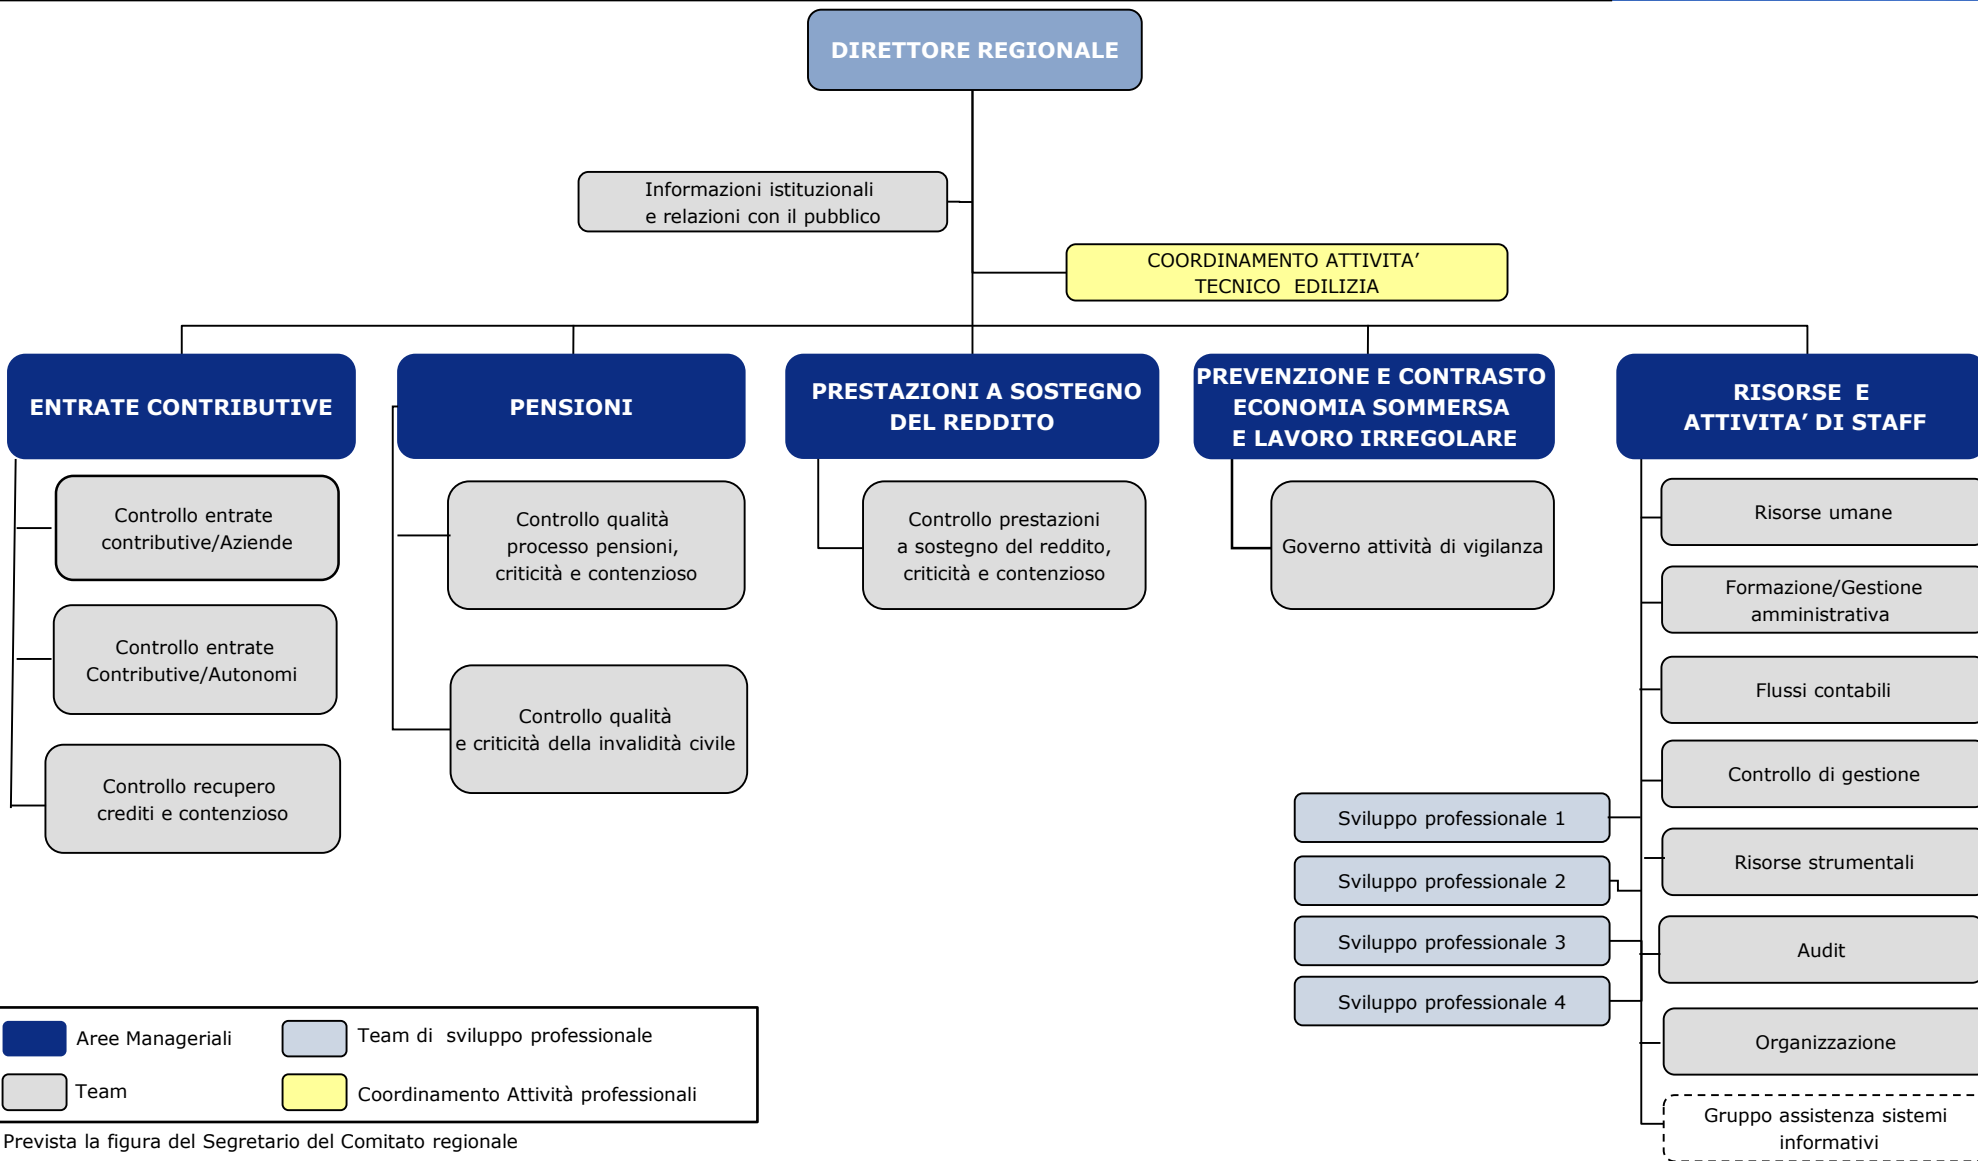 DIRETTORE REGIONALE
Informazioni istituzionali
e relazioni con il pubblico
COORDINAMENTO ATTIVITA’
TECNICO EDILIZIA
ENTRATE CONTRIBUTIVE
PENSIONI
PRESTAZIONI A SOSTEGNO
DEL REDDITO
PREVENZIONE E CONTRASTO
ECONOMIA SOMMERSA
E LAVORO IRREGOLARE
RISORSE E
ATTIVITA’ DI STAFF
Controllo entrate
contributive/Aziende
Controllo entrate
Contributive/Autonomi
Controllo recupero
crediti e contenzioso
Controllo qualità
processo pensioni,
criticità e contenzioso
Controllo qualità
e criticità della invalidità civile
Controllo prestazioni
a sostegno del reddito,
criticità e contenzioso
Governo attività di vigilanza
Risorse umane
Formazione/Gestione
amministrativa
Flussi contabili
Controllo di gestione
Risorse strumentali
Audit
Organizzazione
Gruppo assistenza sistemi
informativi
Sviluppo professionale 1
Sviluppo professionale 2
Sviluppo professionale 3
Sviluppo professionale 4
Aree Manageriali
Team di sviluppo professionale
Team
Coordinamento Attività professionali
Prevista la figura del Segretario del Comitato regionale